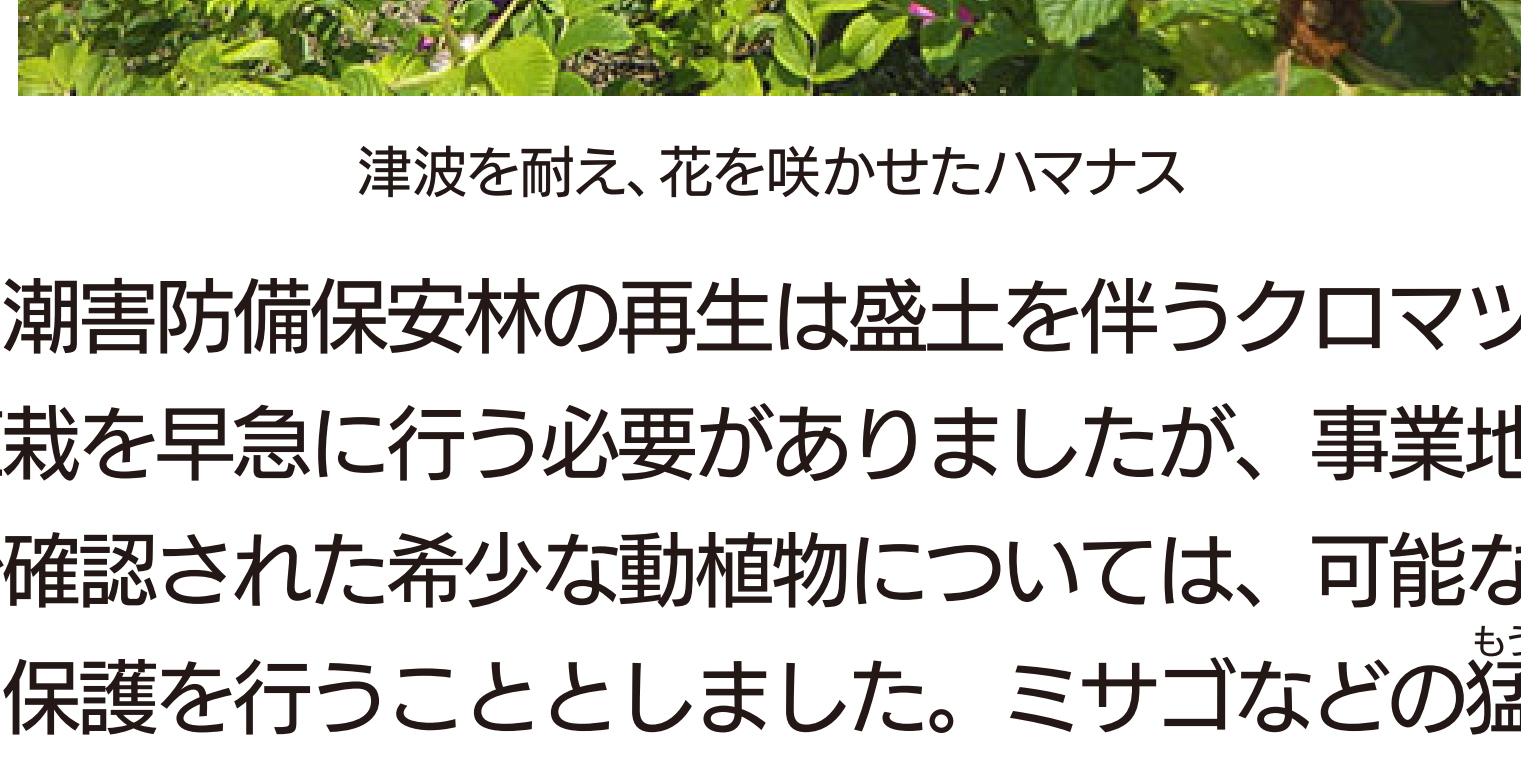 津波を耐え、花を咲かせたハマナス
潮害防備保安林の再生は盛土を伴うクロマツ
栽を早急に行う必要がありましたが、事業地
確認された希少な動植物については、可能な
もう
保護を行うこととしました。ミサゴなどの猛